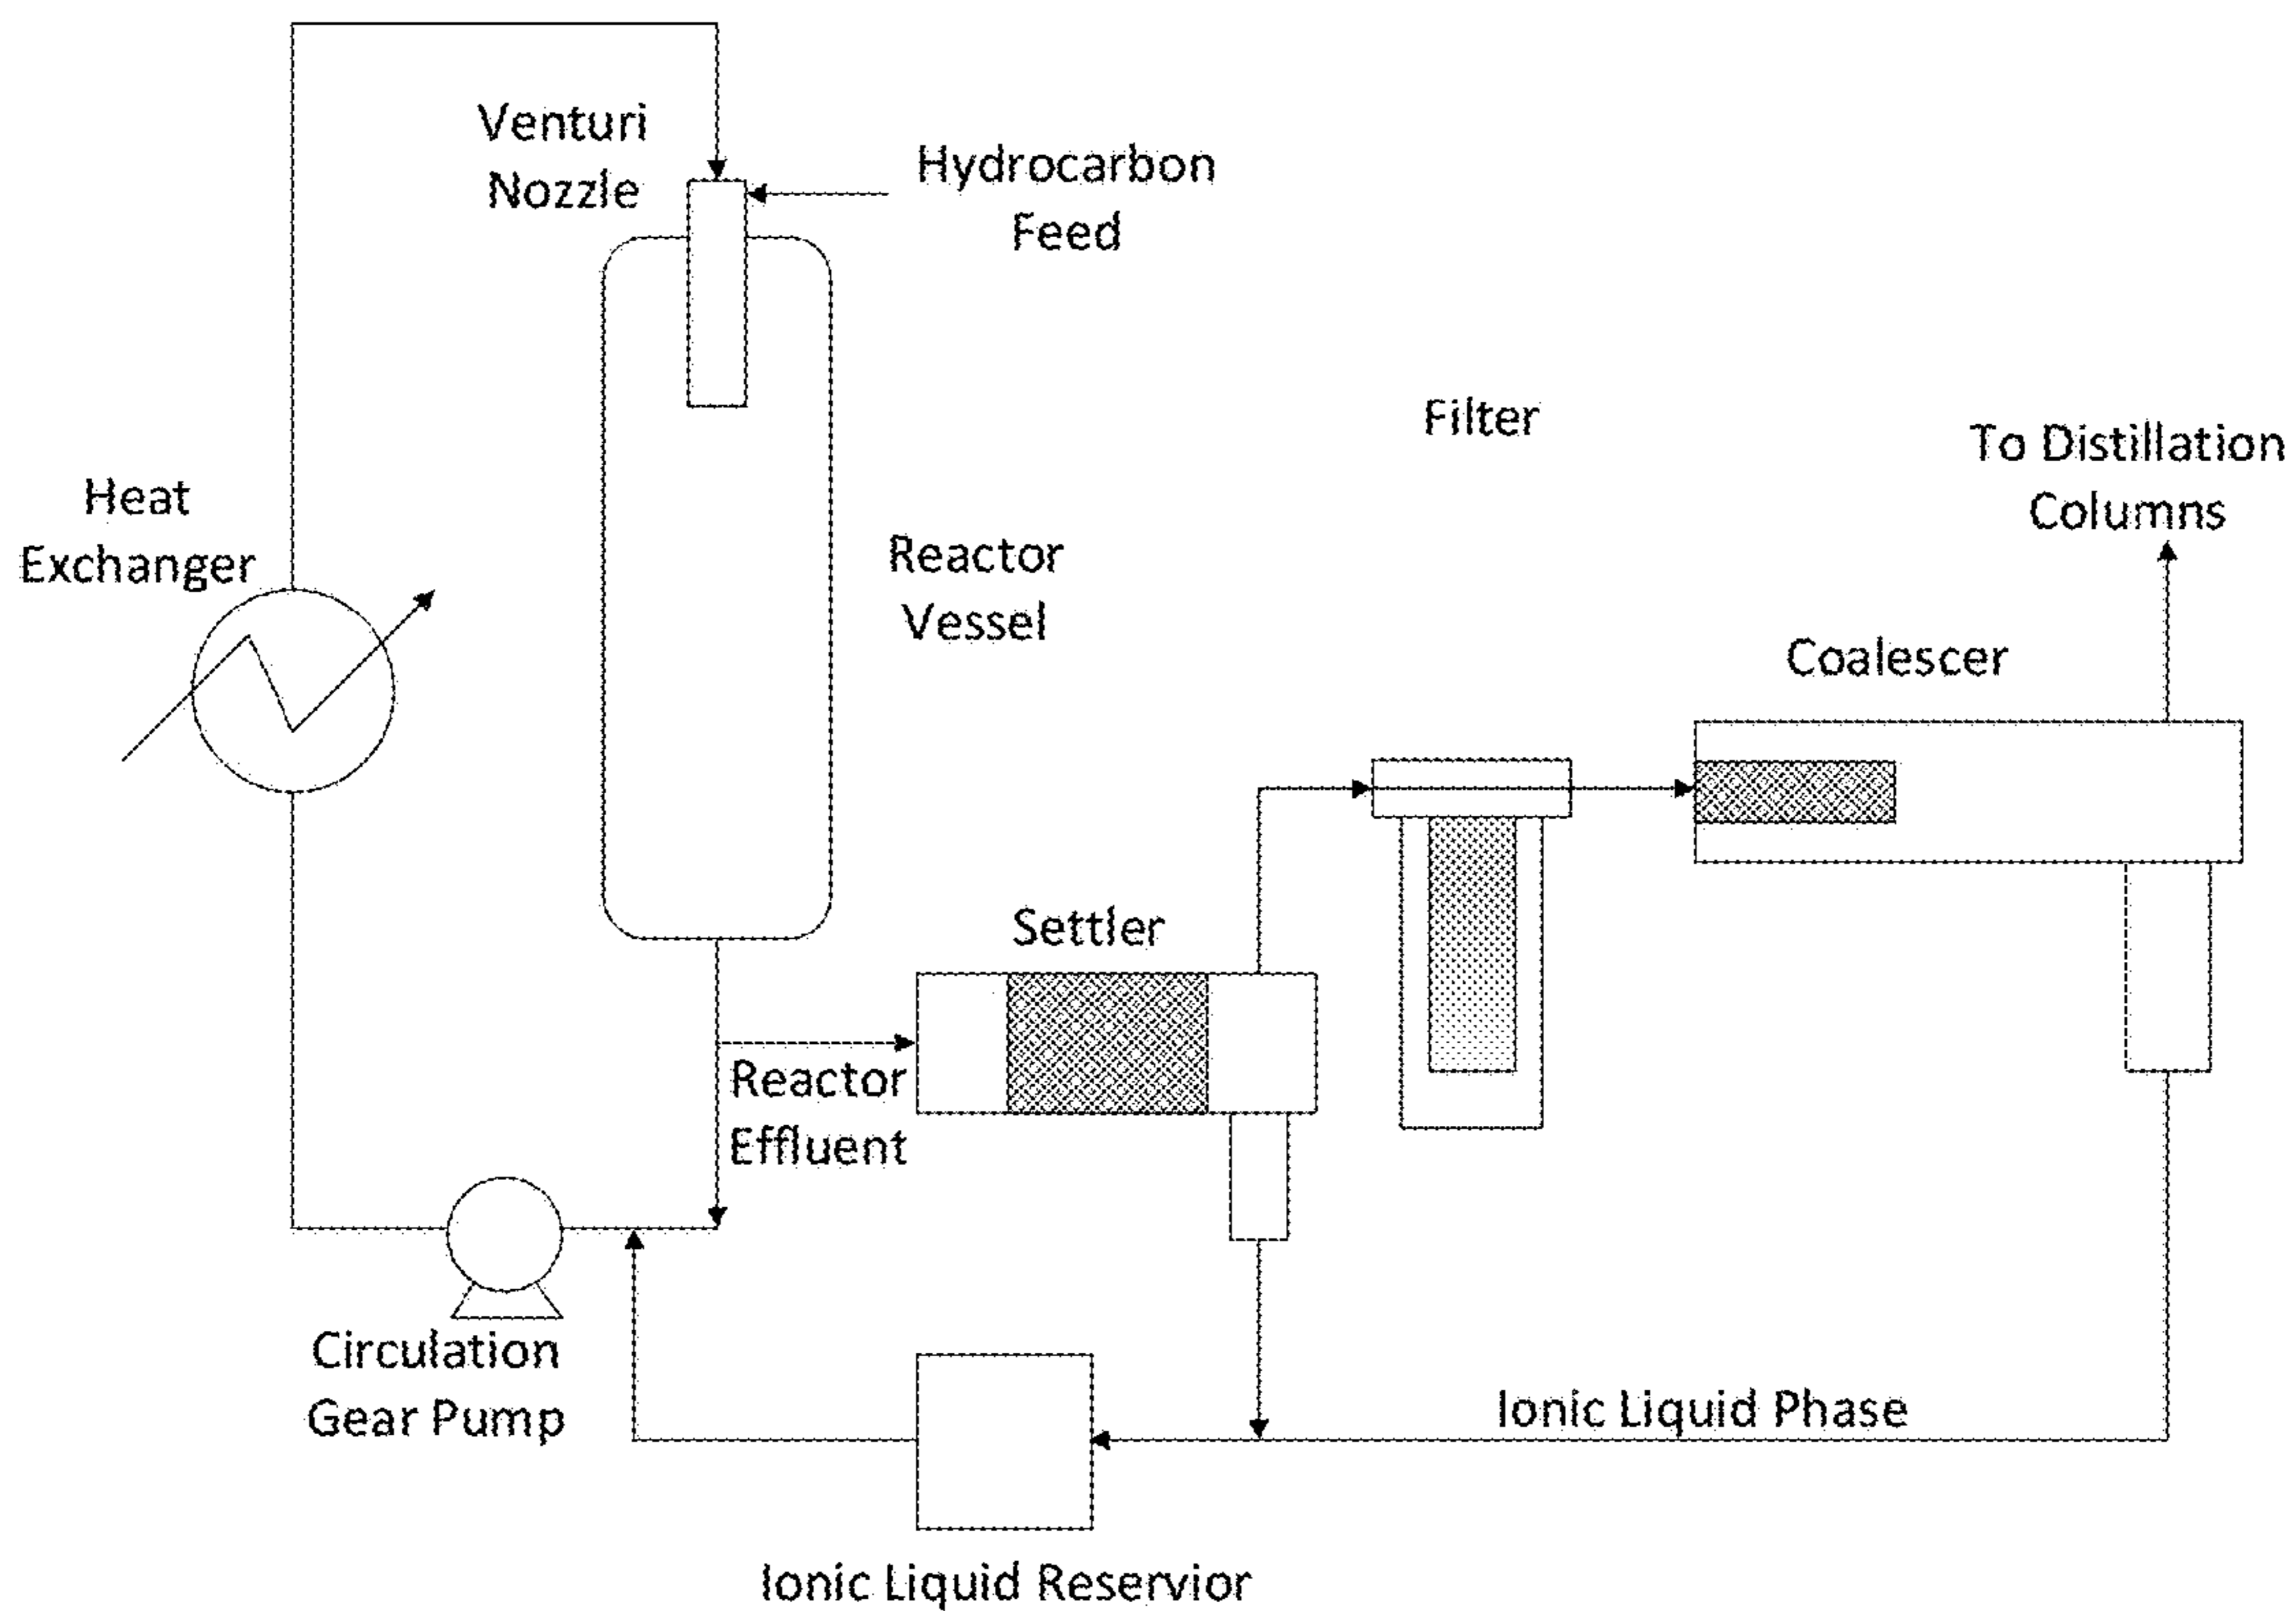 Venturi
Nozzle
Hydrocarbon
Feed
Filter
To Distillation
Columns
Heat
Exchanger
Reactor
Vessel
Coalescer
Settler
Reactor
Effluent
Circulation
Gear Pump
Ionic Liquid Phase
Ionic Liquid Reservior